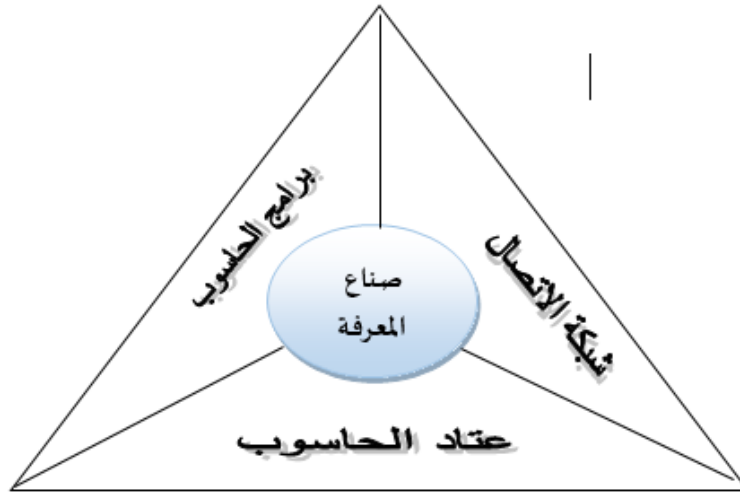 برامج الحاسوب
شبكة الاتصال
صناع
المعرفة
عتاد الحاسوب